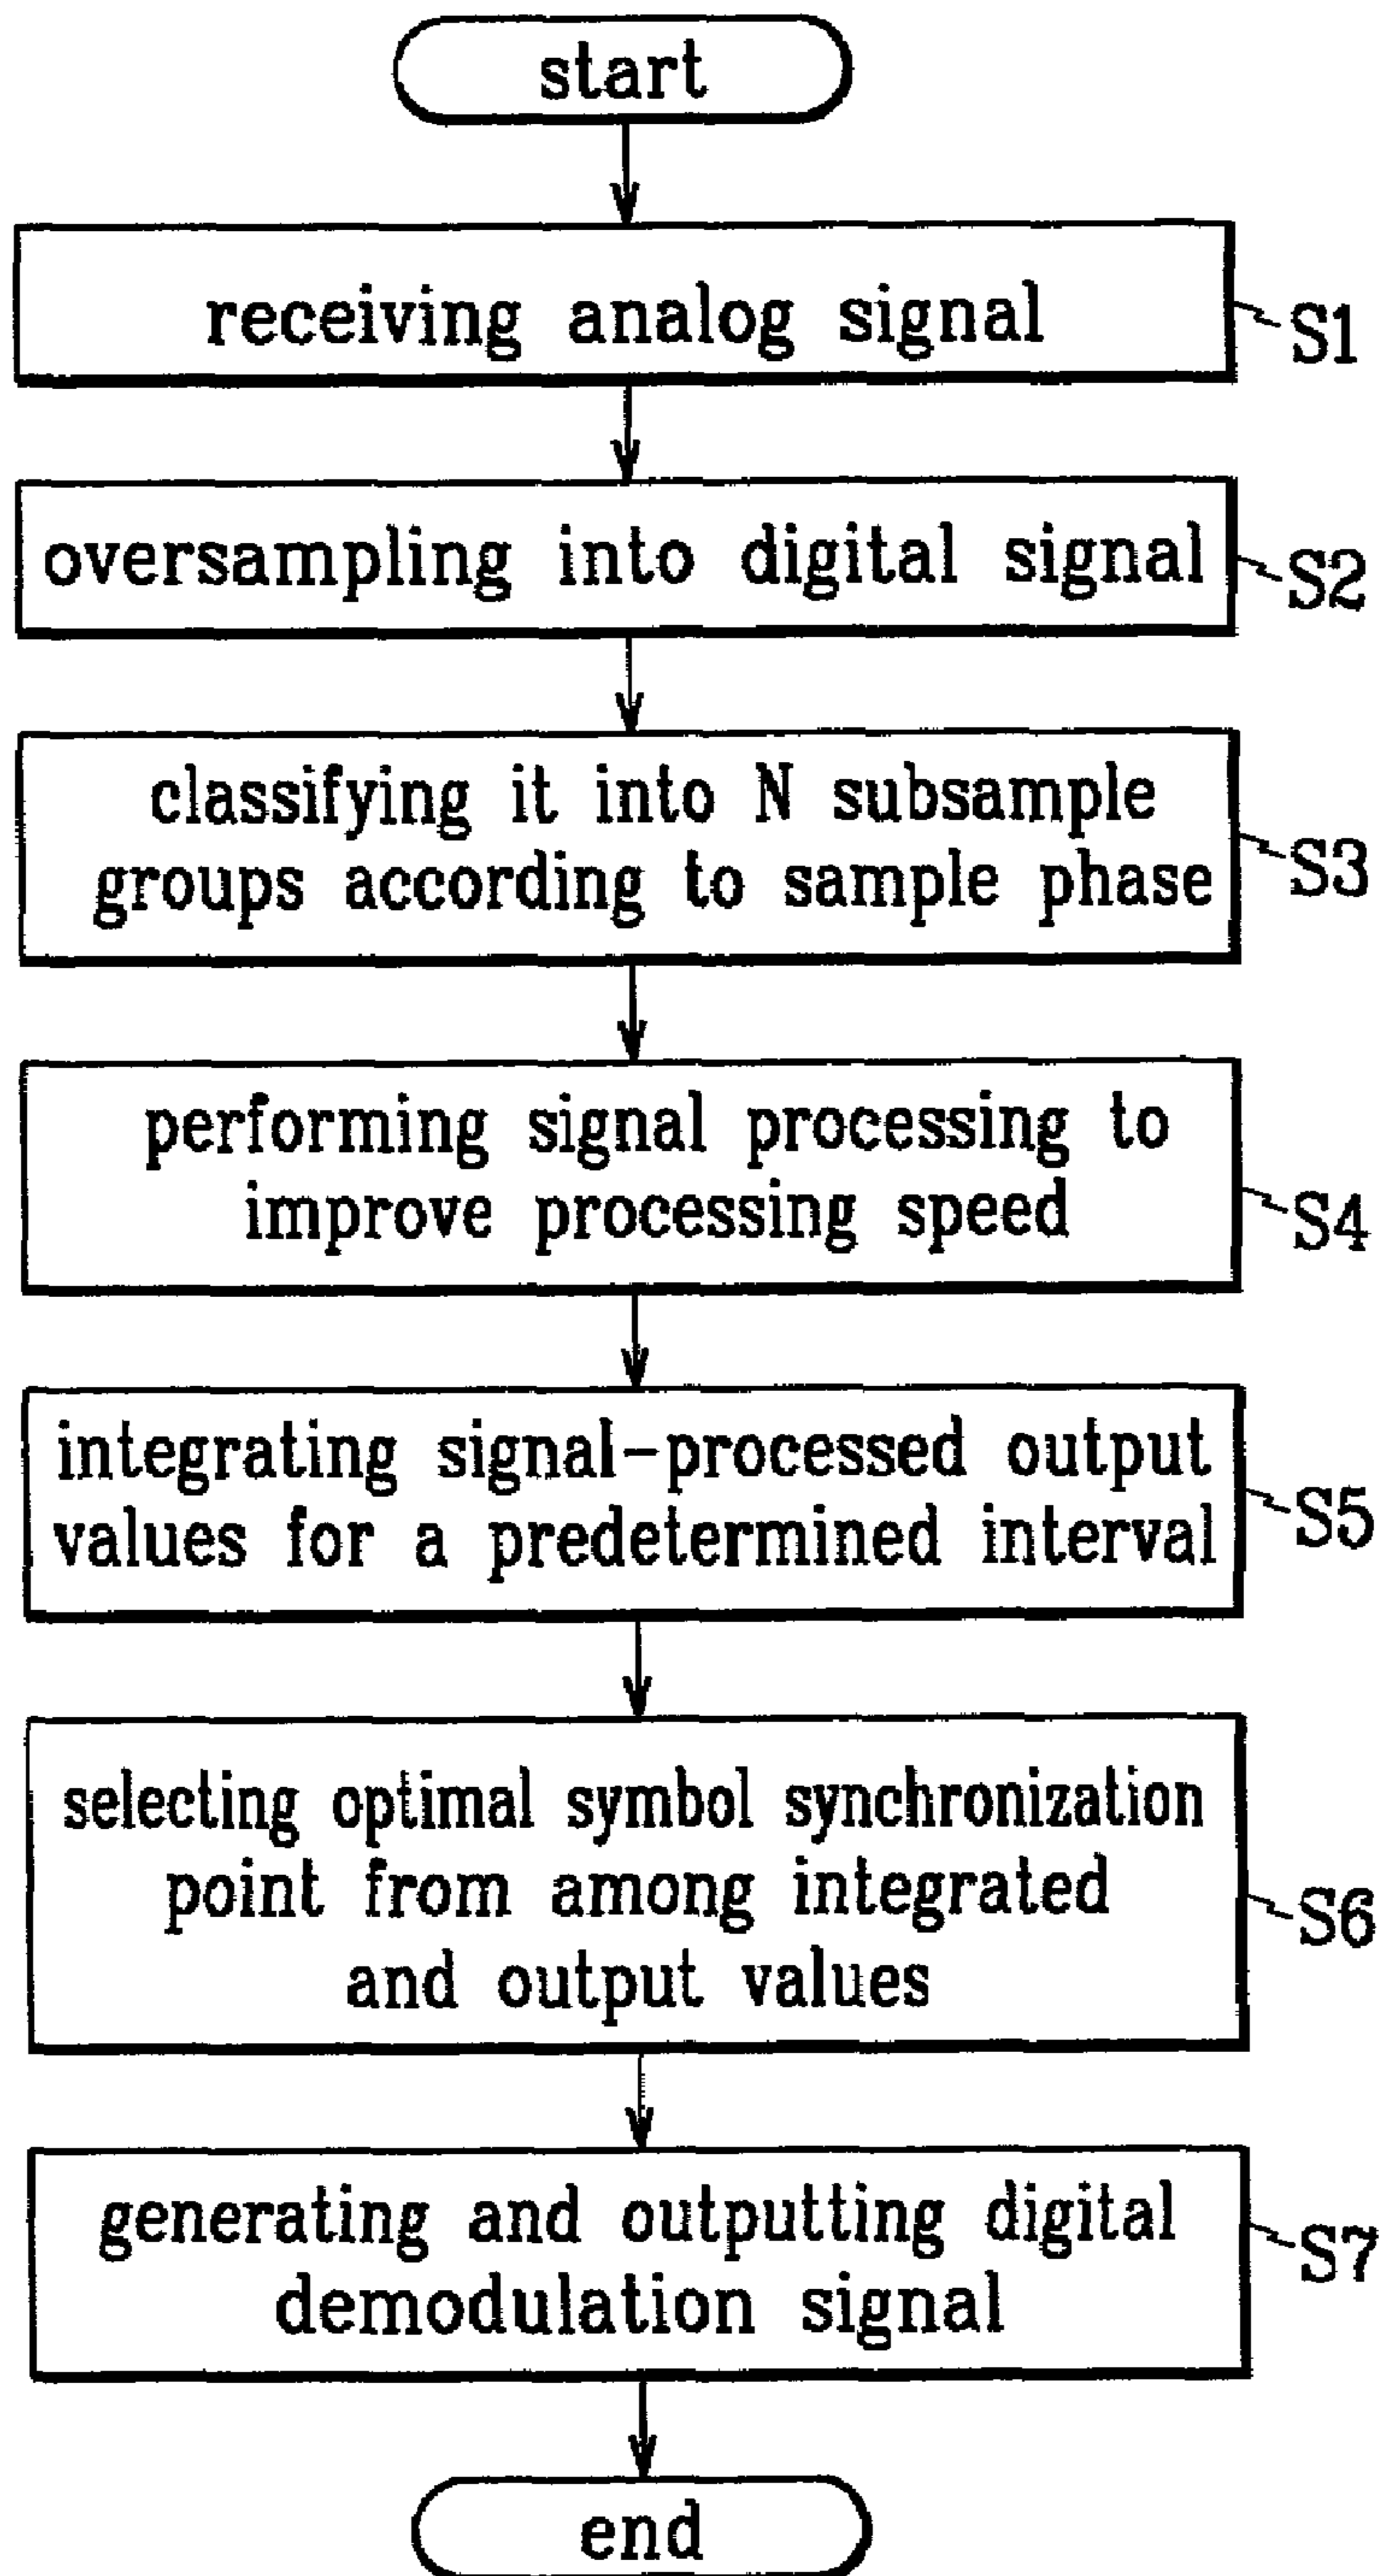 start
receiving analog signal
S1
oversampling into digital signal
S2
classifying it into N subsample
groups according to sample phase
S3
performing signal processing to
improve processing speed
S4
integrating signal-processed output
values for a predetermined interval
S5
selecting optimal symbol synchronization
point from among integrated
and output values
S6
generating and outputting digital
demodulation signal
S7
end